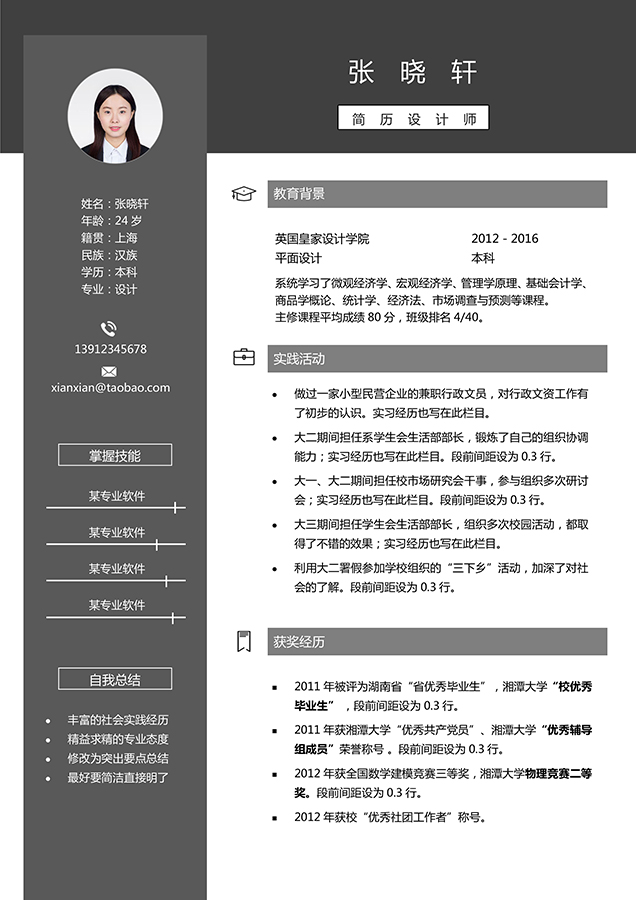 张晓轩
简历设计师
姓名：张晓轩
年龄：24 岁
籍贯：上海
民族：汉族
学历：本科
专业：设计
13912345678
xianxian@taobao.com
掌握技能
某专业软件
某专业软件
某专业软件
某专业软件
自我总结
• 丰富的社会实践经历
• 精益求精的专业态度
• 修改为突出要点总结
• 最好要简洁直接明了
教育背景
英国皇家设计学院 2012 - 2016
平面设计 本科
系统学习了微观经济学、宏观经济学、管理学原理、基础会计学、
商品学概论、统计学、经济法、市场调查与预测等课程。
主修课程平均成绩 80 分，班级排名 4/40。
实践活动
• 做过一家小型民营企业的兼职行政文员，对行政文资工作有
了初步的认识。实习经历也写在此栏目。
• 大二期间担任系学生会生活部部长，锻炼了自己的组织协调
能力；实习经历也写在此栏目。段前间距设为 0.3 行。
• 大一、大二期间担任校市场研究会干事，参与组织多次研讨
会；实习经历也写在此栏目。段前间距设为 0.3 行。
• 大三期间担任学生会生活部部长，组织多次校园活动，都取
得了不错的效果；实习经历也写在此栏目。
• 利用大二署假参加学校组织的“三下乡”活动，加深了对社
会的了解。段前间距设为 0.3 行。
获奖经历
▪ 2011 年被评为湖南省“省优秀毕业生”，湘潭大学“校优秀
毕业生”，段前间距设为 0.3 行。
▪ 2011 年获湘潭大学“优秀共产党员”、湘潭大学“优秀辅导
组成员”荣誉称号 。段前间距设为 0.3 行。
▪ 2012 年获全国数学建模竞赛三等奖，湘潭大学物理竞赛二等
奖。段前间距设为 0.3 行。
▪ 2012 年获校“优秀社团工作者”称号。